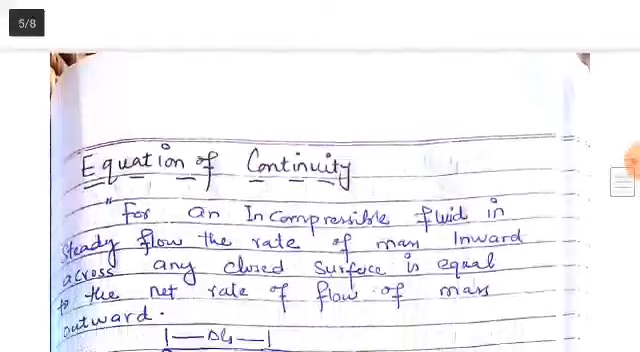 5/8
Equation of Continuity
"For an Incompressible fluid in
steady flow the rate of mass Inward
across any closed surface is equal
to the net rate of flow of mass
outward.